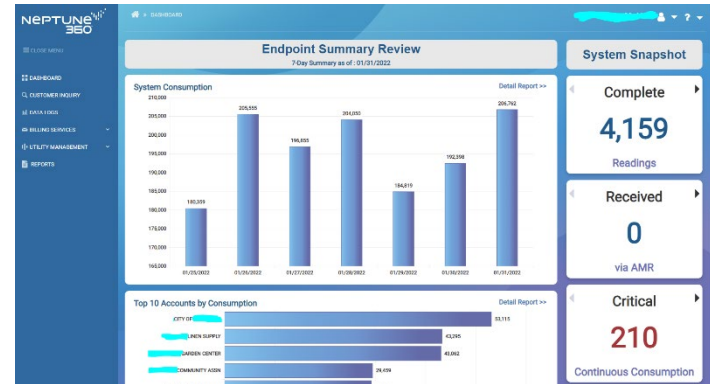 NEPTUNE
360
CLOSE MENU
DASHBOARD
CUSTOMER INQUIRY
DATA LOGS
BILLING SERVICES
UTILITY MANAGEMENT
REPORTS
> DASHBOARD
?
Endpoint Summary Review
7-Day Summary as of : 01/31/2022
System Consumption
Detail Report >>
210,000
205,000
200,000
195,000
190,000
185,000
180,000
175,000
170,000
165,000
180,359
205,555
196,855
204,050
184,819
192,398
206,792
01/25/2022
01/26/2022
01/27/2022
01/28/2022
01/29/2022
01/30/2022
01/31/2022
Top 10 Accounts by Consumption
Detail Report >>
CITY OF
53,115
LINEN SUPPLY
43,295
GARDEN CENTER
43,062
COMMUNITY ASSN
29,459
System Snapshot
Complete
4,159
Readings
Received
0
via AMR
Critical
210
Continuous Consumption